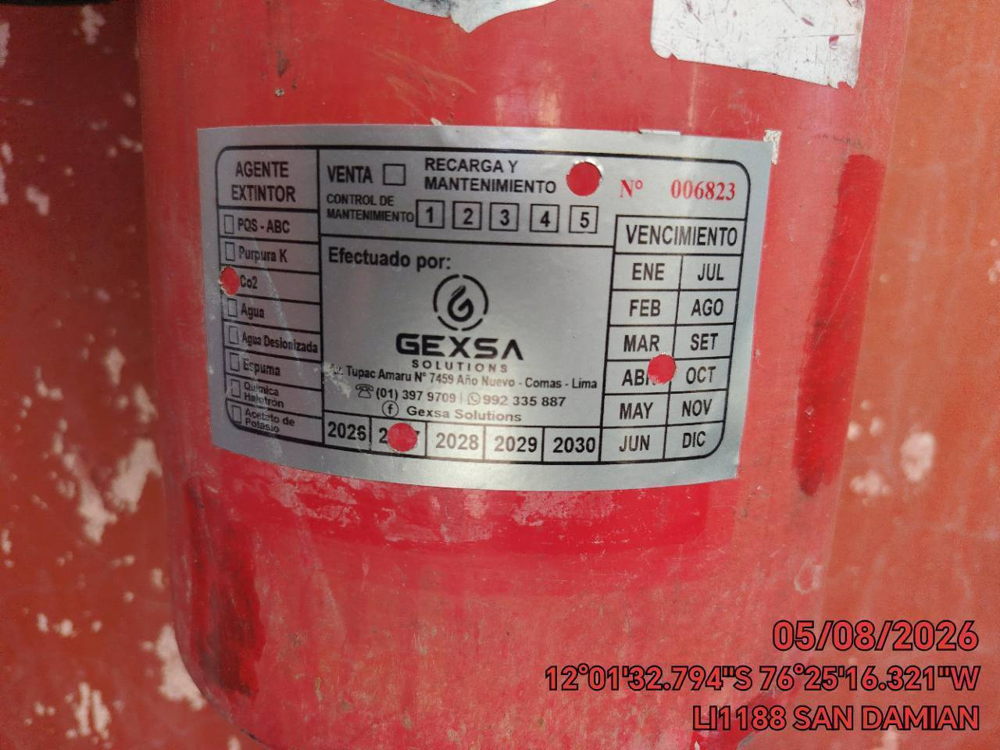 AGENTE
EXTINTOR
PQS - ABC
Purpura K
Co2
Agua
Agua Desionizada
Espuma
Quimica
Halotrón
Acetato de
Potasio
VENTA
RECARGA Y
MANTENIMIENTO
CONTROL DE
MANTENIMIENTO 1 2 3 4 5
Efectuado por:
GEXSA
SOLUTIONS
Av. Tupac Amaru N° 7459 Año Nuevo - Comas - Lima
(01) 397 9709 | 992 335 887
Gexsa Solutions
2026 2028 2029 2030
N° 006823
VENCIMIENTO
ENE JUL
FEB AGO
MAR SET
OCT
MAY NOV
JUN DIC
05/08/2026
12°01'32.794"S 76°25'16.321"W
LI1188 SAN DAMIAN